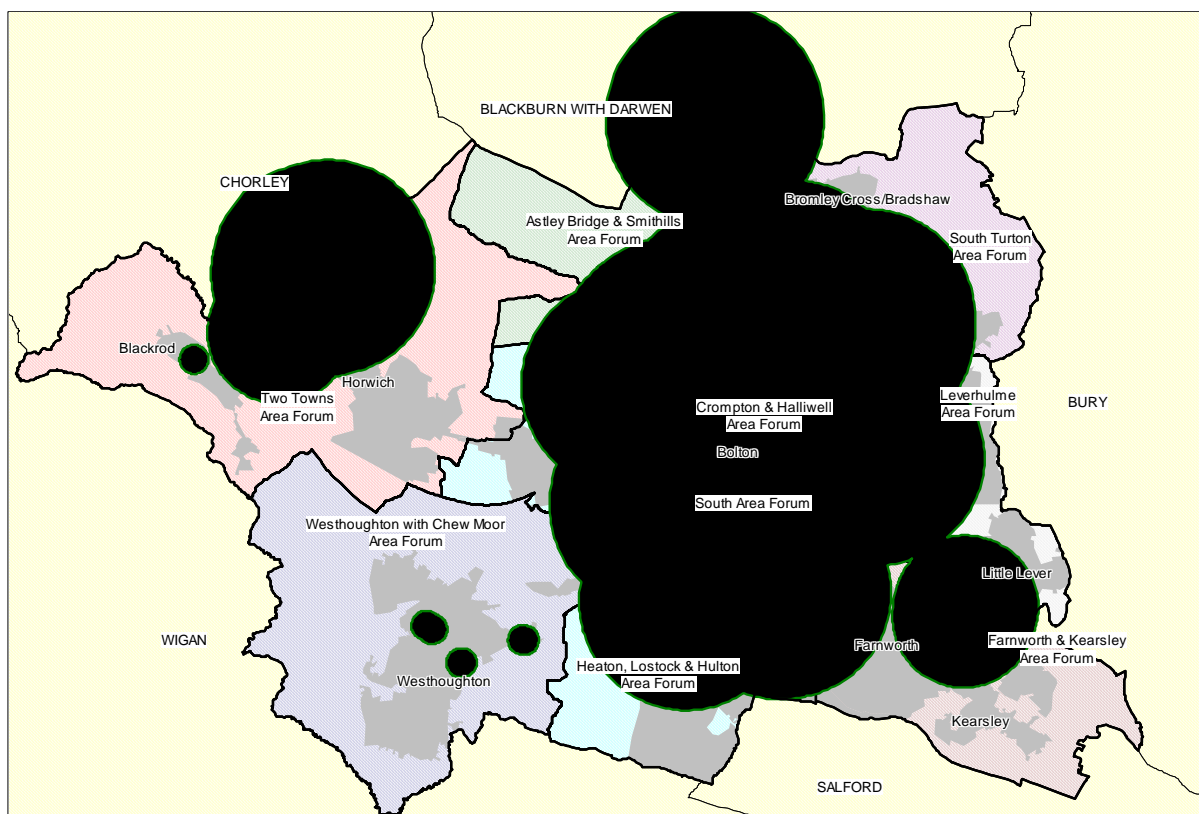 BLACKBURN WITH DARWEN
CHORLEY
Bromley Cross/Bradshaw
Astley Bridge & Smithills
Area Forum
South Turton
Area Forum
Blackrod
Horwich
Two Towns
Area Forum
Leverhulme
Area Forum
BURY
Crompton & Halliwell
Area Forum
Bolton
South Area Forum
Westhoughton with Chew Moor
Area Forum
Little Lever
WIGAN
Farnworth
Farnworth & Kearsley
Area Forum
Heaton, Lostock & Hulton
Area Forum
Westhoughton
Kearsley
SALFORD